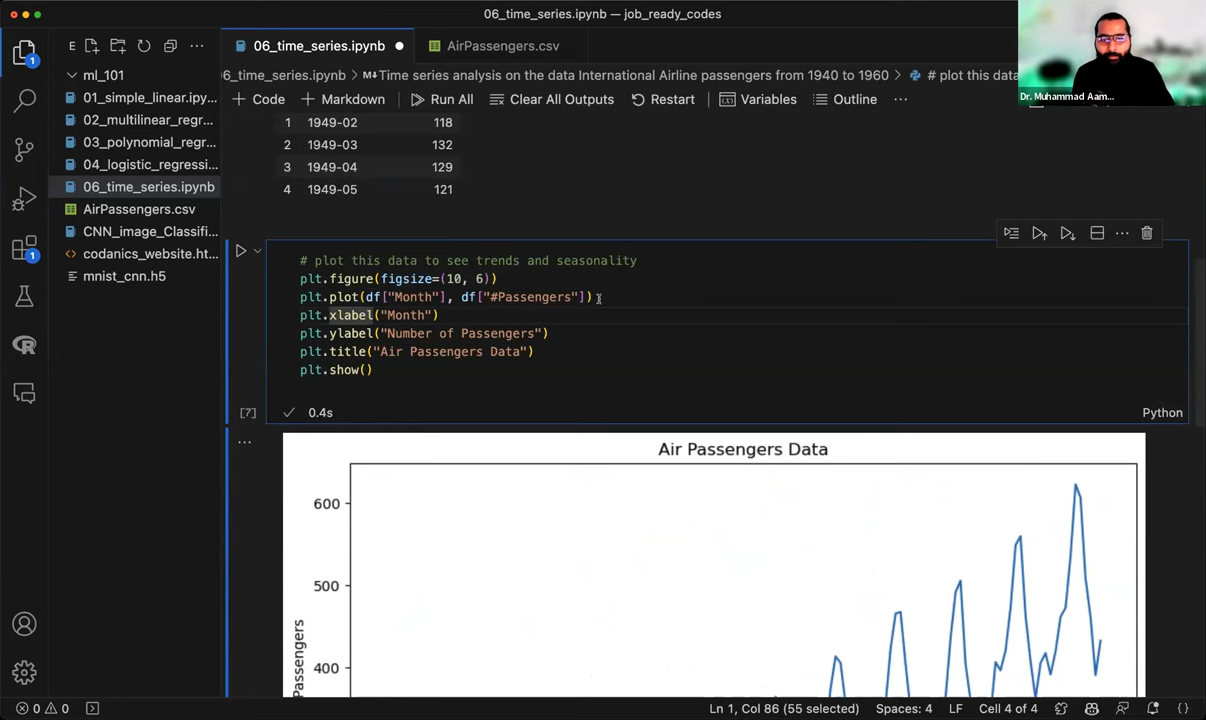 06_time_series.ipynb — job_ready_codes
E
06_time_series.ipynb
AirPassengers.csv
Dr. Muhammad Aam...
1
ml_101
01_simple_linear.ipy...
02_multilinear_regr...
03_polynomial_regr...
04_logistic_regressi...
06_time_series.ipynb
AirPassengers.csv
CNN_image_Classifi...
codanics_website.ht...
mnist_cnn.h5
1
06_time_series.ipynb > Time series analysis on the data International Airline passengers from 1940 to 1960 > # plot this data
+ Code + Markdown Run All Clear All Outputs Restart Variables Outline ...
1 1949-02 118
2 1949-03 132
3 1949-04 129
4 1949-05 121
# plot this data to see trends and seasonality
plt.figure(figsize=(10, 6))
plt.plot(df["Month"], df["#Passengers"])
plt.xlabel("Month")
plt.ylabel("Number of Passengers")
plt.title("Air Passengers Data")
plt.show()
[7]
0.4s
Python
Air Passengers Data
600
500
400
Passengers
0 0
Ln 1, Col 86 (55 selected) Spaces: 4 LF Cell 4 of 4